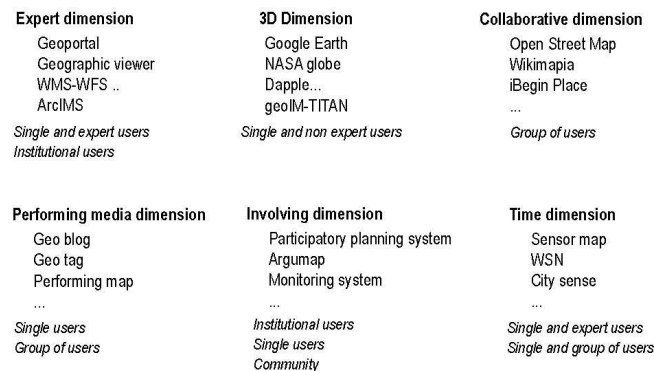 Expert dimension
Geoportal
Geographic viewer
WMS-WFS ..
ArcIMS
Single and expert users
Institutional users
3D Dimension
Google Earth
NASA globe
Dapple...
geoIM-TITAN
Single and non expert users
Collaborative dimension
Open Street Map
Wikimapia
iBegin Place
...
Group of users
Performing media dimension
Geo blog
Geo tag
Performing map
...
Single users
Group of users
Involving dimension
Participatory planning system
Argumap
Monitoring system
...
Institutional users
Single users
Community
Time dimension
Sensor map
WSN
City sense
...
Single and expert users
Single and group of users